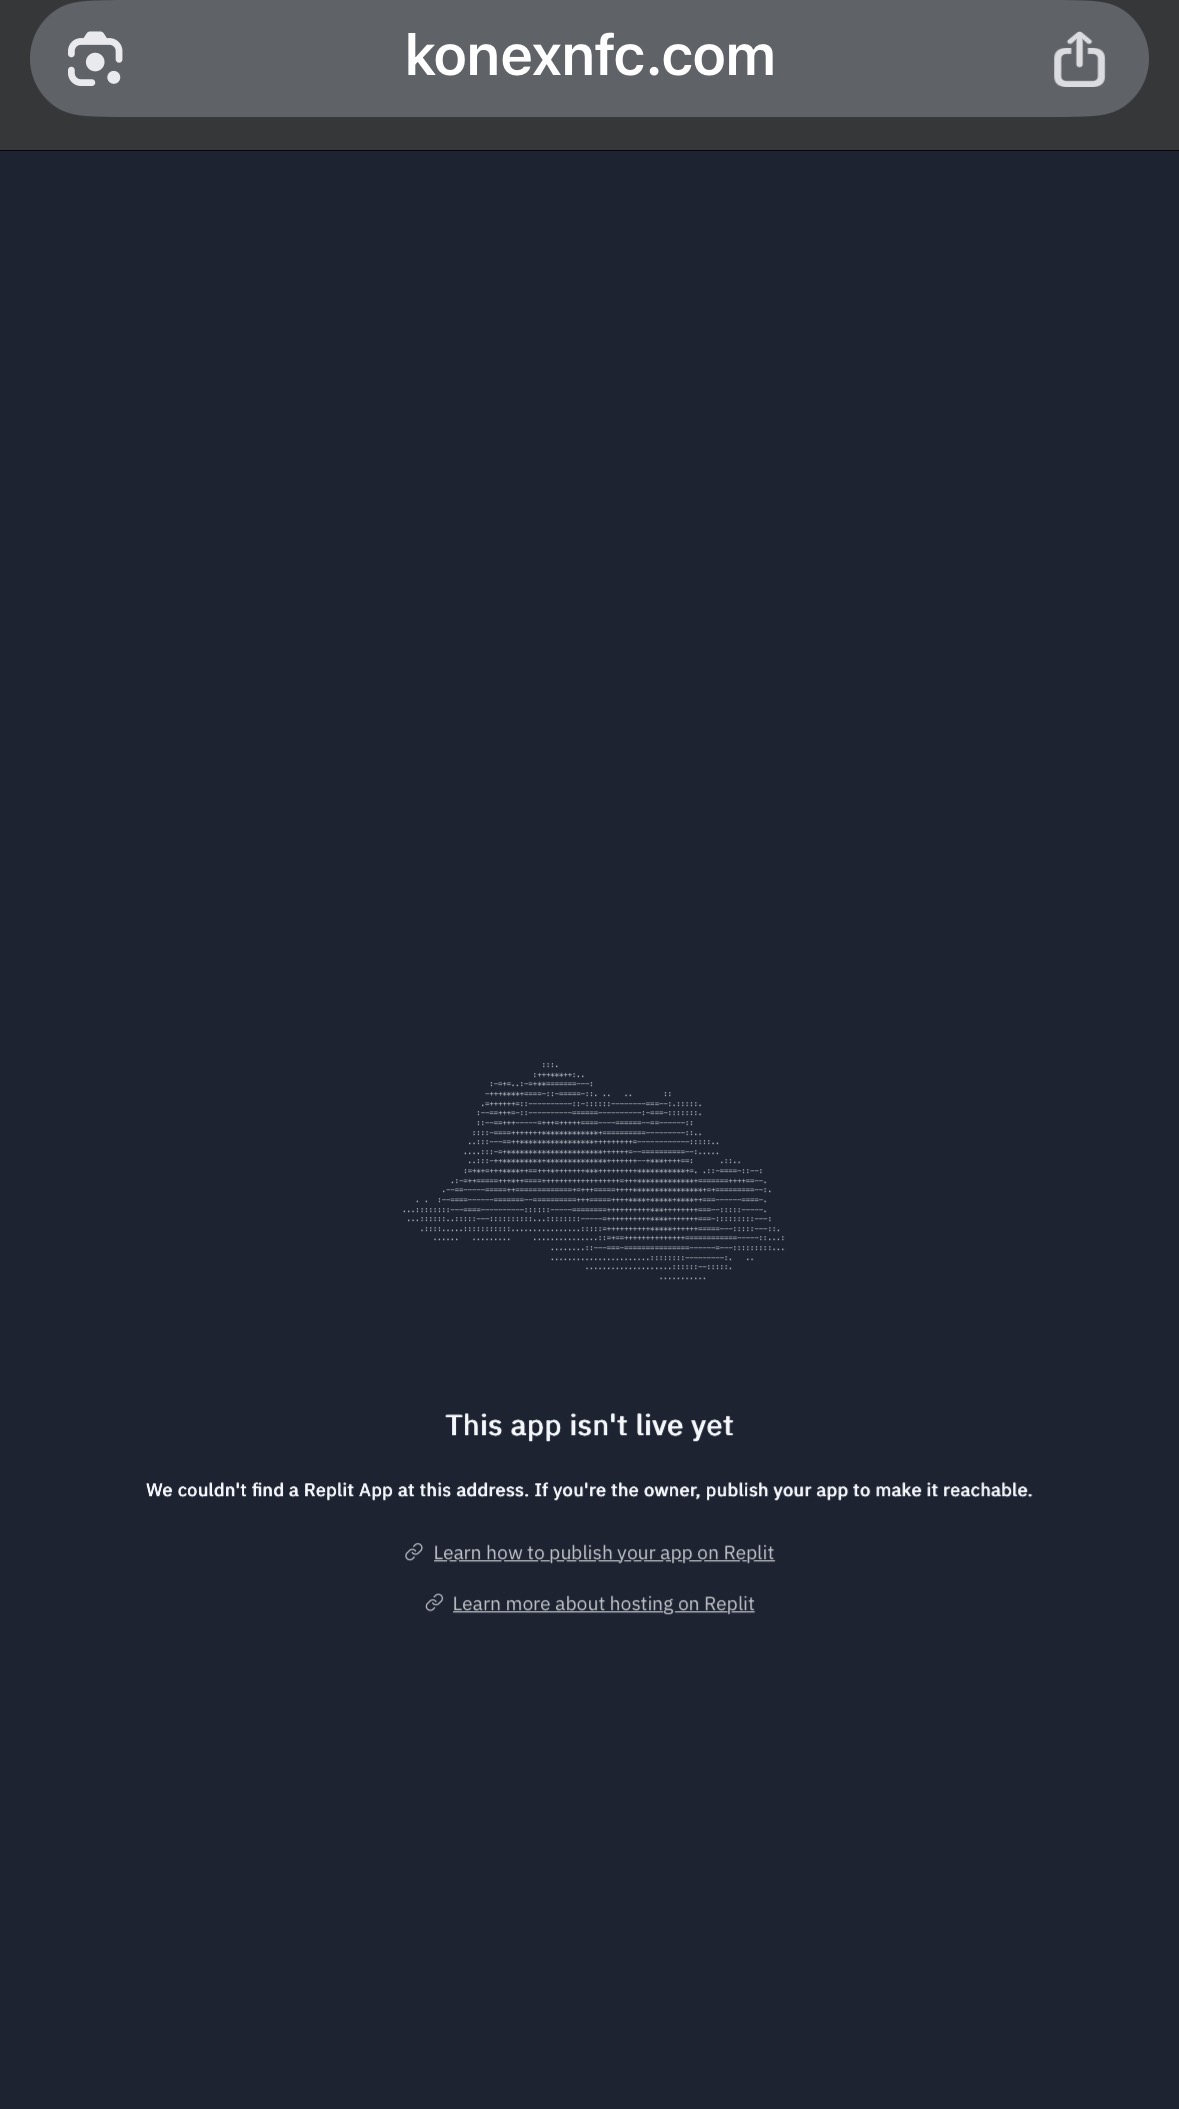 konexnfc.com
This app isn't live yet
We couldn't find a Replit App at this address. If you're the owner, publish your app to make it reachable.
Learn how to publish your app on Replit
Learn more about hosting on Replit